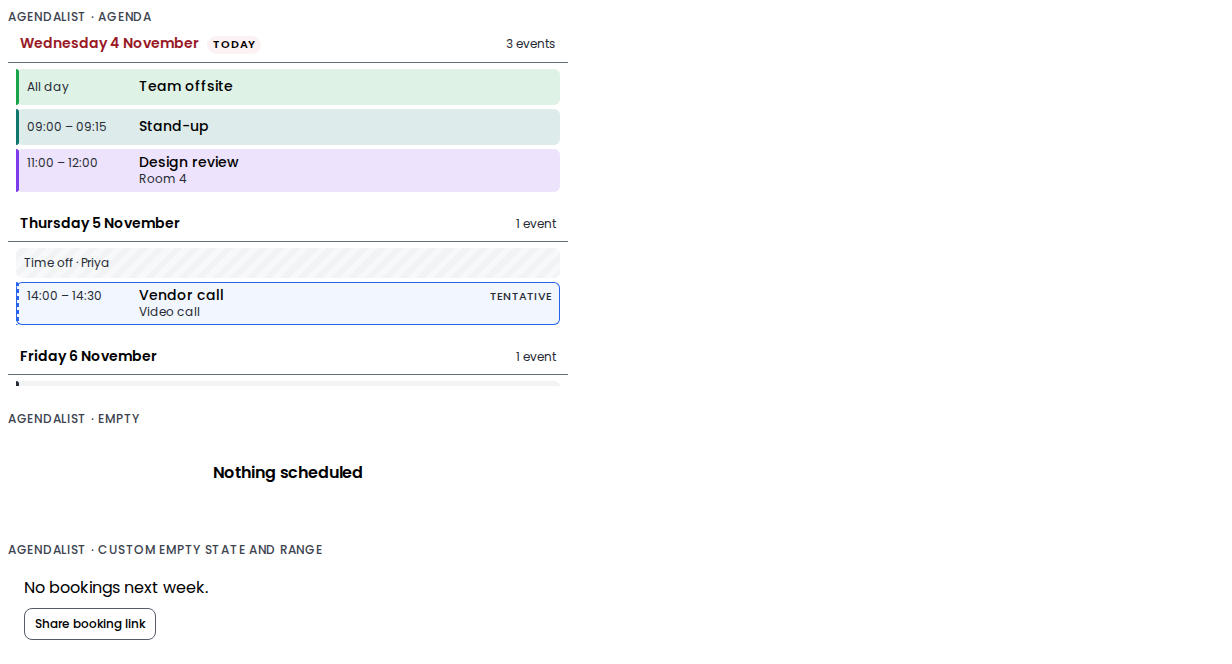 AGENDALIST · AGENDA
Wednesday 4 November TODAY 3 events
All day Team offsite
09:00 – 09:15 Stand-up
11:00 – 12:00 Design review
Room 4
Thursday 5 November 1 event
Time off · Priya
14:00 – 14:30 Vendor call TENTATIVE
Video call
Friday 6 November 1 event
AGENDALIST · EMPTY
Nothing scheduled
AGENDALIST · CUSTOM EMPTY STATE AND RANGE
No bookings next week.
Share booking link